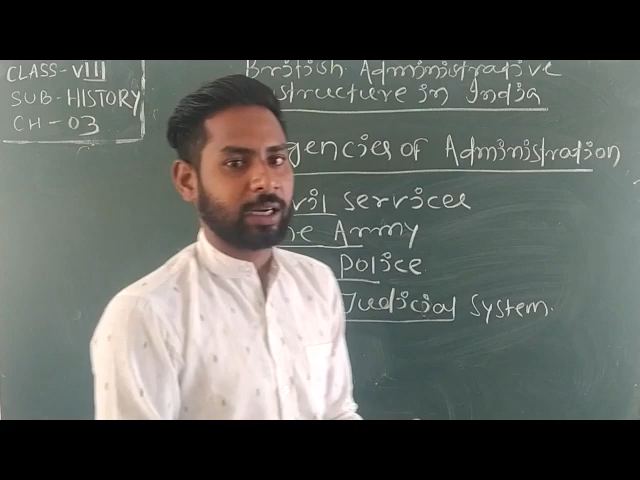 CLASS-VIII
SUB-HISTORY
CH-03
British Administrative
structure in India
gencies of Administration
vil services
e Army
Police
Judicial System.